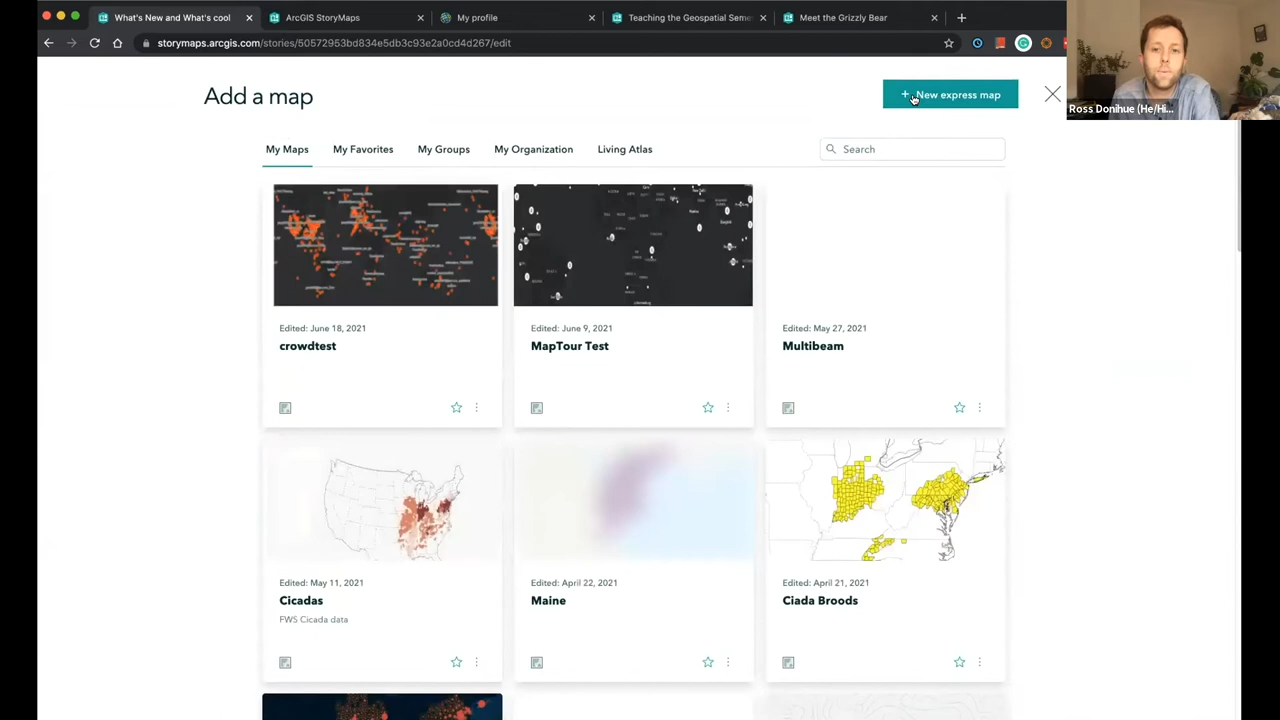 What's New and What's cool
ArcGIS StoryMaps
My profile
Teaching the Geospatial Seme
Meet the Grizzly Bear
storymaps.arcgis.com/stories/50572953bd834e5db3c93e2a0cd4d267/edit
Ross Donihue (He/Hi...
Add a map
+ New express map
My Maps
My Favorites
My Groups
My Organization
Living Atlas
Search
Edited: June 18, 2021
crowdtest
Edited: June 9, 2021
MapTour Test
Edited: May 27, 2021
Multibeam
Edited: May 11, 2021
Cicadas
FWS Cicada data
Edited: April 22, 2021
Maine
Edited: April 21, 2021
Ciada Broods